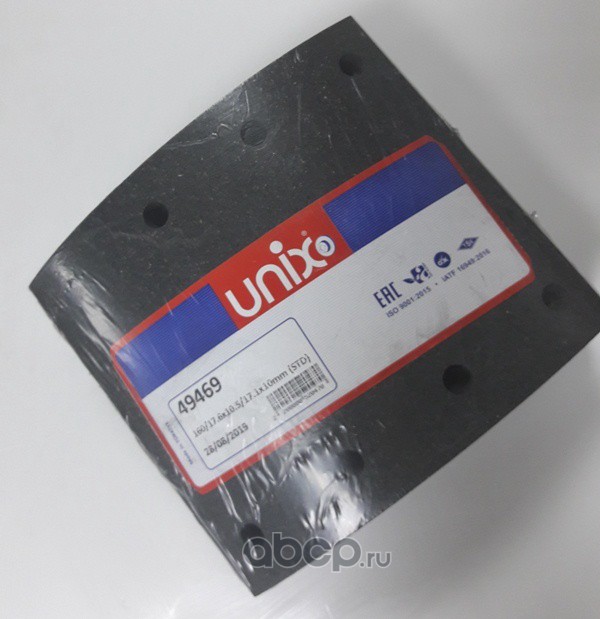 unix
EAC
ISO 9001:2015 • IATF 16949:2016
49469
160/17.6x10.5/17.1x10mm (STD)
28/08/2019
abcp.ru